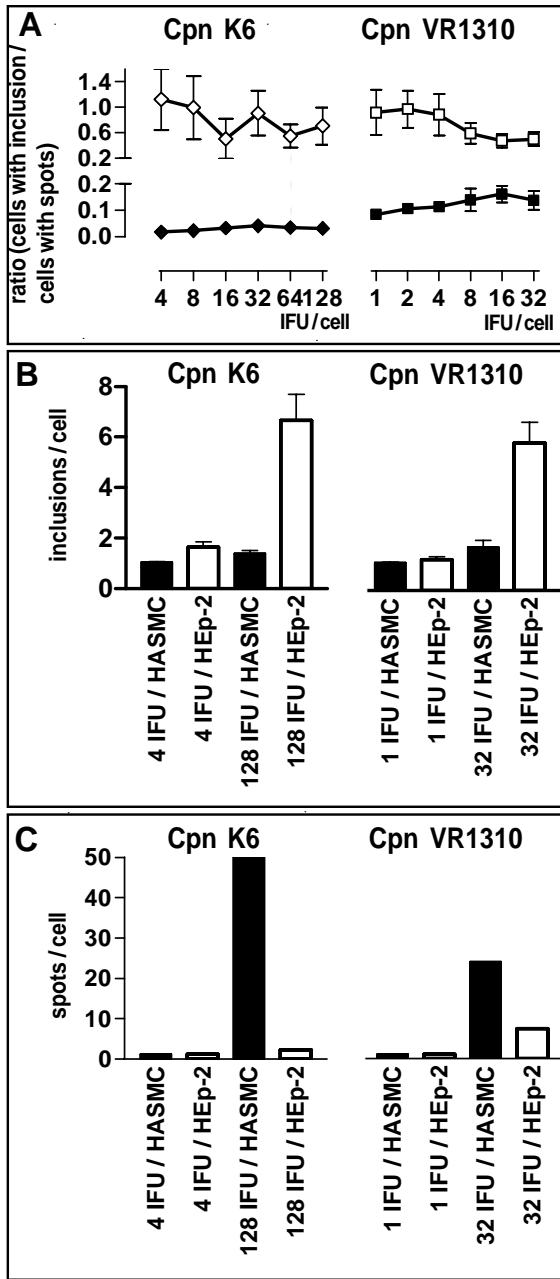 A
Cpn K6
Cpn VR1310
ratio (cells with inclusion /
cells with spots)
1.4
1.0
0.6
0.2
0.2
0.1
0.0
4 8 16 32 64 128
IFU / cell
1 2 4 8 16 32
IFU / cell
B
Cpn K6
Cpn VR1310
inclusions / cell
8
6
4
2
0
4 IFU / HASMC
4 IFU / HEp-2
128 IFU / HASMC
128 IFU / HEp-2
1 IFU / HASMC
1 IFU / HEp-2
32 IFU / HASMC
32 IFU / HEp-2
C
Cpn K6
Cpn VR1310
spots / cell
50
40
30
20
10
0
4 IFU / HASMC
4 IFU / HEp-2
128 IFU / HASMC
128 IFU / HEp-2
1 IFU / HASMC
1 IFU / HEp-2
32 IFU / HASMC
32 IFU / HEp-2